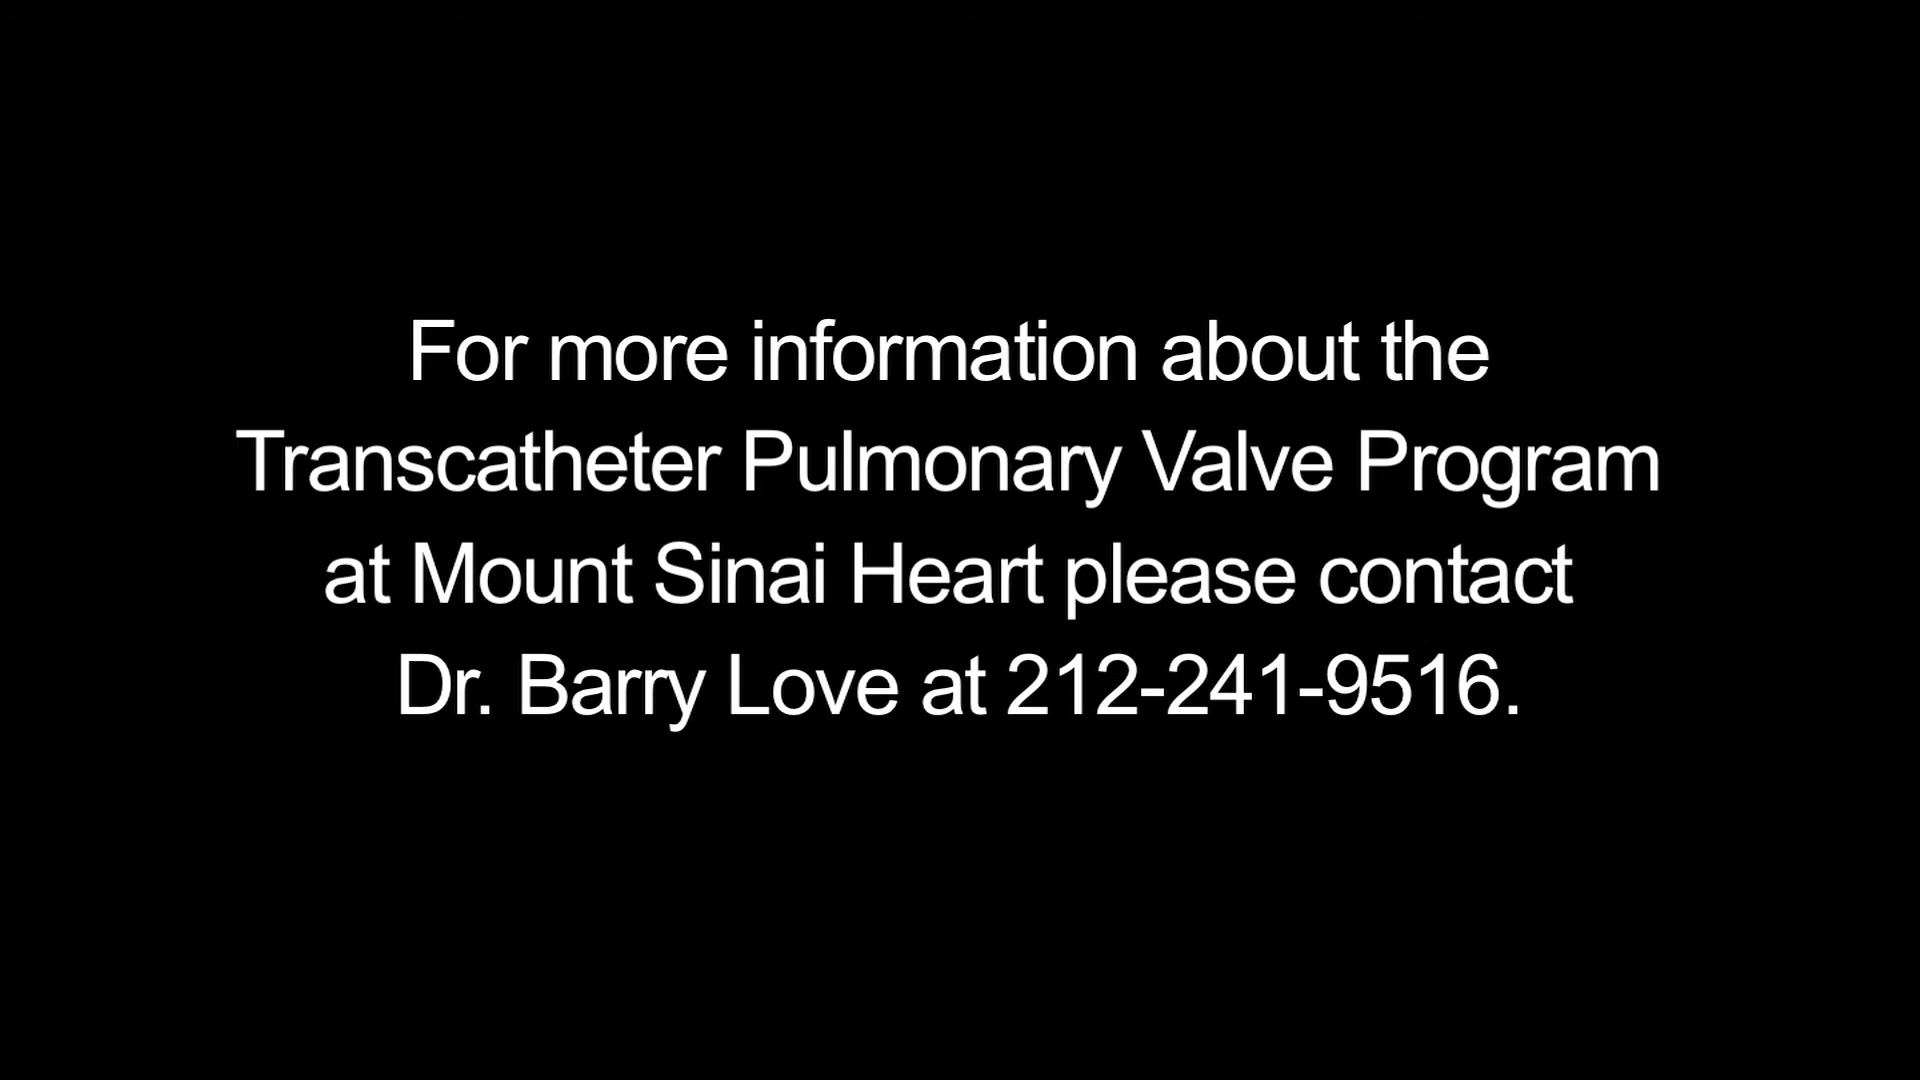 For more information about the
Transcatheter Pulmonary Valve Program
at Mount Sinai Heart please contact
Dr. Barry Love at 212-241-9516.